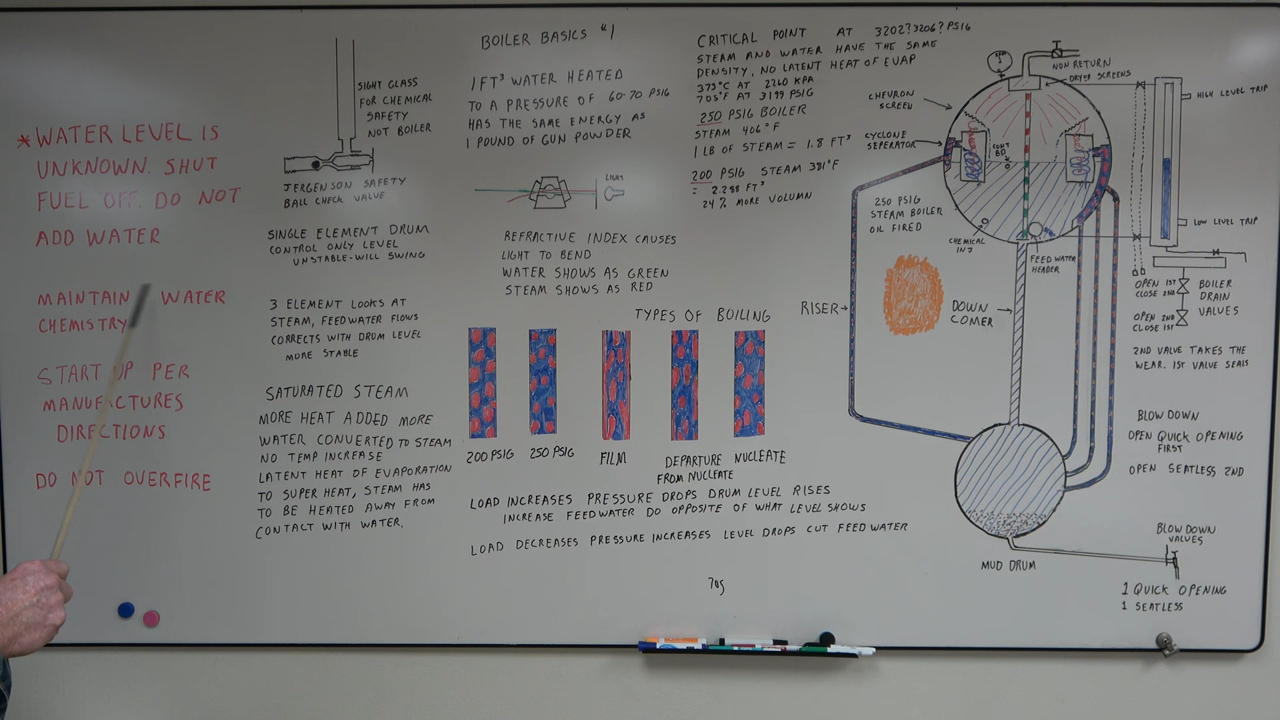 *WATER LEVEL IS
UNKNOWN. SHUT
FUEL OFF. DO NOT
ADD WATER
MAINTAIN WATER
CHEMISTRY
START UP PER
MANUFACTURES
DIRECTIONS
DO NOT OVERFIRE
SIGHT GLASS
FOR CHEMICAL
SAFETY
NOT BOILER
JERGENSON SAFETY
BALL CHECK VALVE
SINGLE ELEMENT DRUM
CONTROL ONLY LEVEL
UNSTABLE-WILL SWING
3 ELEMENT LOOKS AT
STEAM, FEEDWATER FLOWS
CORRECTS WITH DRUM LEVEL
MORE STABLE
SATURATED STEAM
MORE HEAT ADDED MORE
WATER CONVERTED TO STEAM
NO TEMP INCREASE
LATENT HEAT OF EVAPORATION
TO SUPER HEAT, STEAM HAS
TO BE HEATED AWAY FROM
CONTACT WITH WATER.
BOILER BASICS #1
1 FT³ WATER HEATED
TO A PRESSURE OF 60-70 PSIG
HAS THE SAME ENERGY AS
1 POUND OF GUN POWDER
LIGHT
REFRACTIVE INDEX CAUSES
LIGHT TO BEND
WATER SHOWS AS GREEN
STEAM SHOWS AS RED
TYPES OF BOILING
200 PSIG
250 PSIG
FILM
DEPARTURE
FROM NUCLEATE
NUCLEATE
LOAD INCREASES PRESSURE DROPS DRUM LEVEL RISES
INCREASE FEEDWATER DO OPPOSITE OF WHAT LEVEL SHOWS
LOAD DECREASES PRESSURE INCREASES LEVEL DROPS CUT FEED WATER
705
CRITICAL POINT AT 3202?3206? PSIG
STEAM AND WATER HAVE THE SAME
DENSITY, NO LATENT HEAT OF EVAP
373°C AT 2260 KPA
705°F AT 3199 PSIG
250 PSIG BOILER
STEAM 406°F
1 LB OF STEAM = 1.8 FT³
200 PSIG STEAM 381°F
= 2.288 FT³
24% MORE VOLUMN
CHEVRON
SCREEN
CYCLONE
SEPERATOR
250 PSIG
STEAM BOILER
OIL FIRED
RISER
DOWN
COMER
NON RETURN
DRYER SCREENS
CONT
BD
CHEMICAL
INJ
FEED WATER
HEADER
HIGH LEVEL TRIP
LOW LEVEL TRIP
OPEN 1ST
CLOSE 2ND
OPEN 2ND
CLOSE 1ST
BOILER
DRAIN
VALVES
2ND VALVE TAKES THE
WEAR. 1ST VALVE SEALS
BLOW DOWN
OPEN QUICK OPENING
FIRST
OPEN SEATLESS 2ND
BLOW DOWN
VALVES
MUD DRUM
1 QUICK OPENING
1 SEATLESS